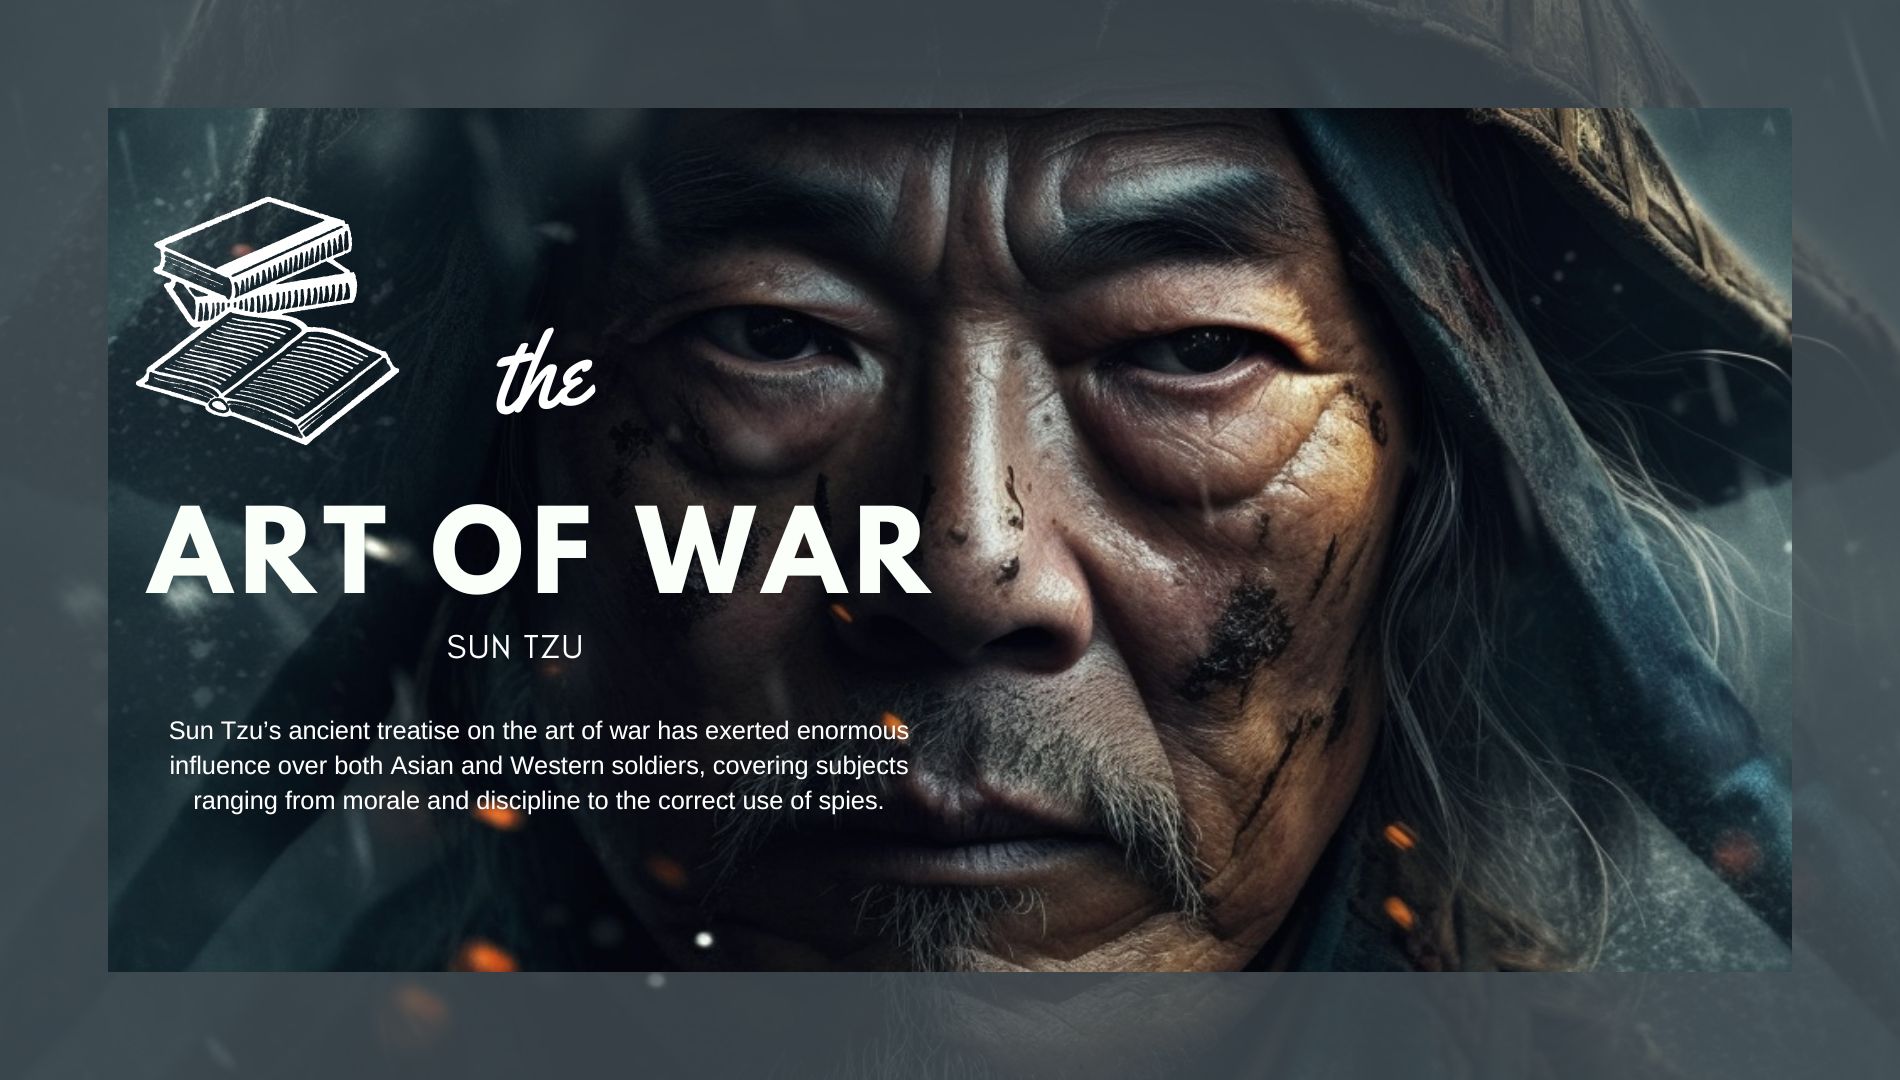 the
ART OF WAR
SUN TZU
Sun Tzu’s ancient treatise on the art of war has exerted enormous
influence over both Asian and Western soldiers, covering subjects
ranging from morale and discipline to the correct use of spies.